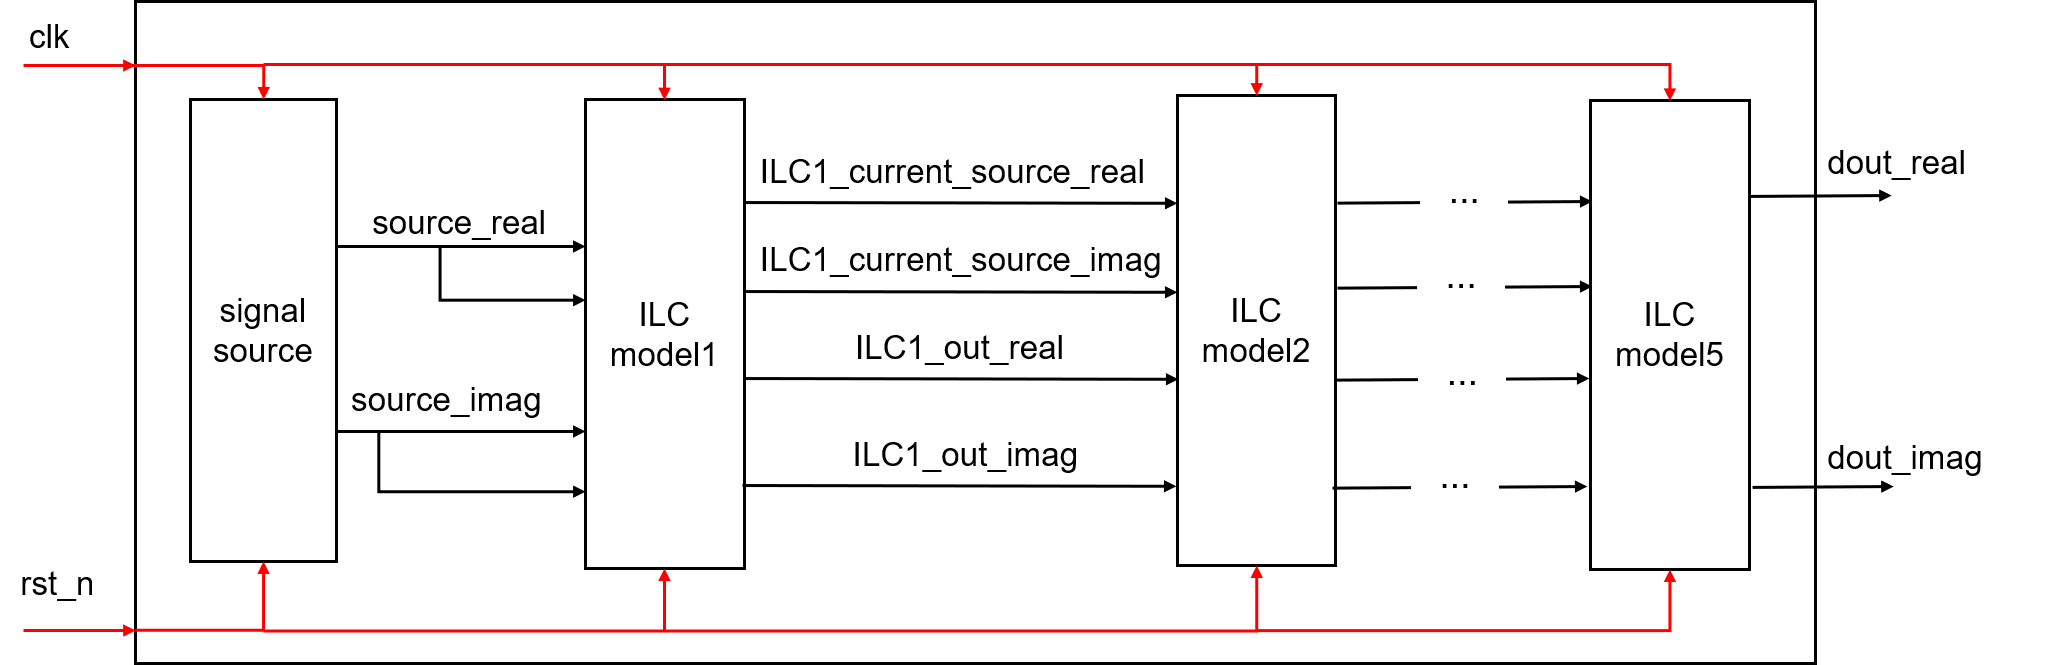 clk
ILC1_current_source_real
dout_real
source_real
ILC1_current_source_imag
...
...
signal
source
ILC
model1
ILC1_out_real
ILC
model2
...
ILC
model5
source_imag
ILC1_out_imag
...
dout_imag
rst_n